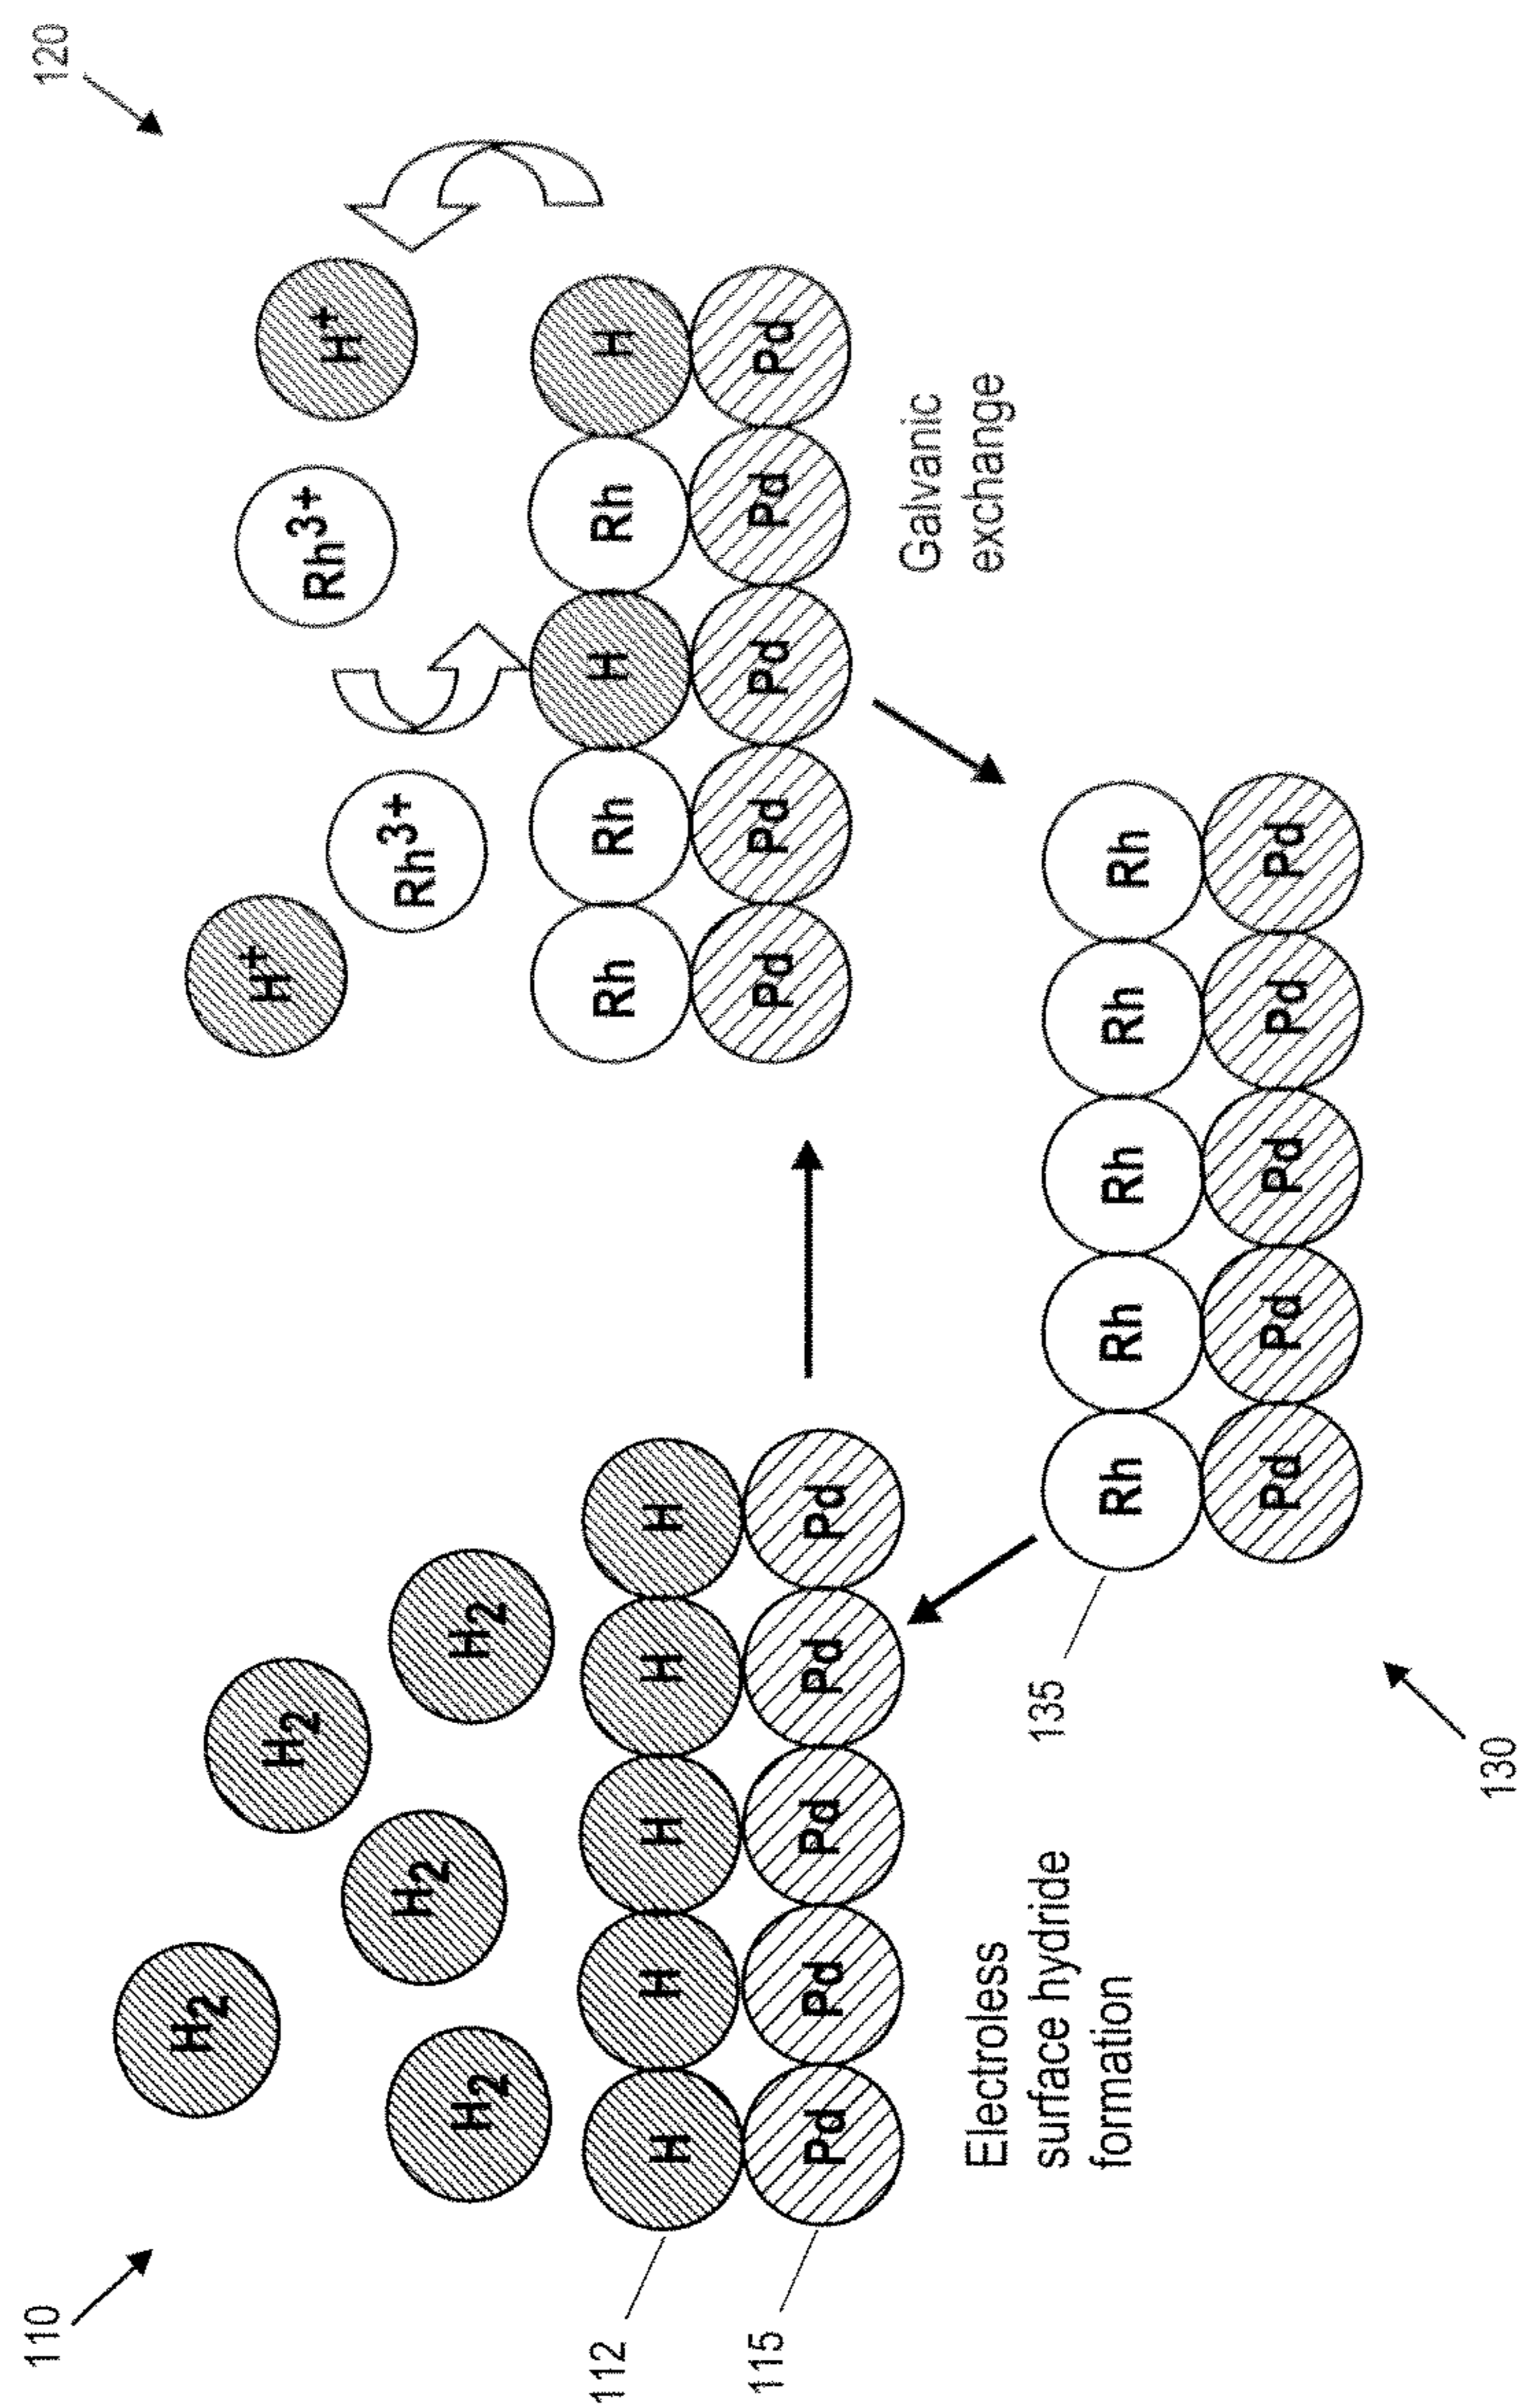 110
H2
H2
H2
H2
H2
112 H H H H H
115 Pd Pd Pd Pd Pd
Electroless
surface hydride
formation
120
H+
Rh3+
Rh3+
H+
Rh Rh H Rh H
Pd Pd Pd Pd Pd
Galvanic
exchange
135 Rh Rh Rh Rh Rh
Pd Pd Pd Pd Pd
130